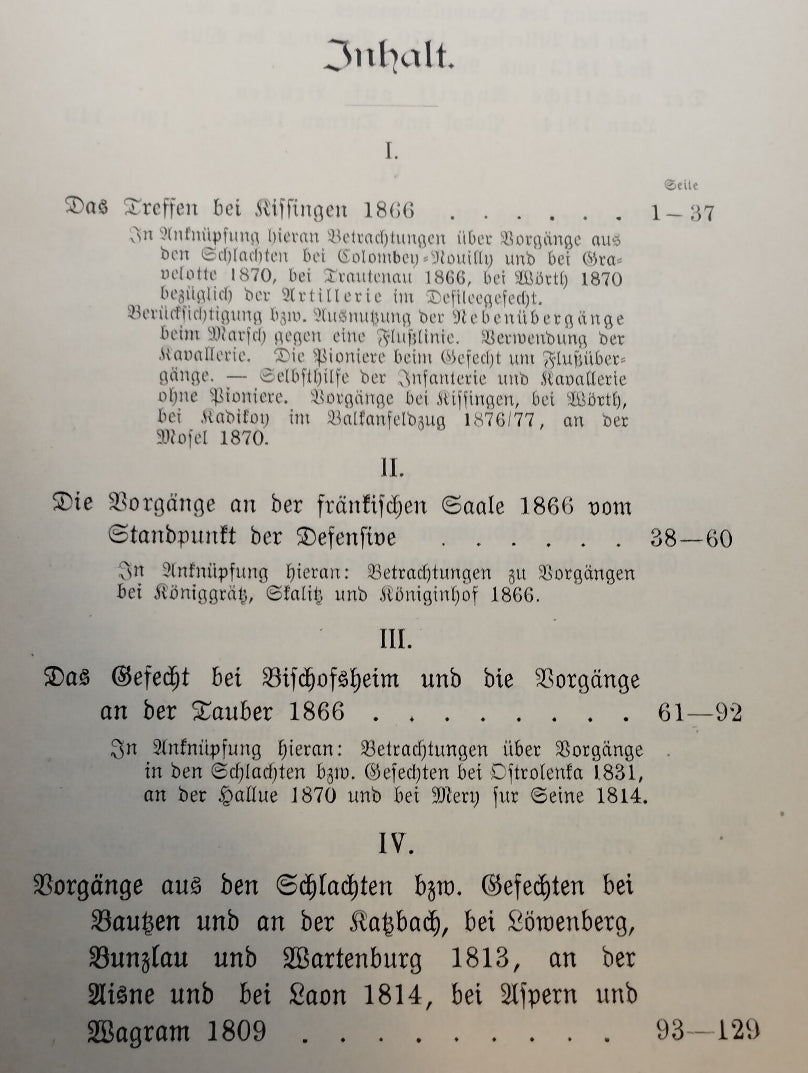 Inhalt.
I.
Seite
Das Treffen bei Kissingen 1866 . . . . . . 1–37
In Anknüpfung hieran Betrachtungen über Vorgänge aus
den Schlachten bei Colombey-Nouilly und bei Gra-
velotte 1870, bei Trautenau 1866, bei Wörth 1870
bezüglich der Artillerie im Defileegefecht.
Berücksichtigung bzw. Ausnutzung der Nebenübergänge
beim Marsch gegen eine Flußlinie. Verwendung der
Kavallerie. Die Pioniere beim Gefecht um Flußüber-
gänge. — Selbsthilfe der Infanterie und Kavallerie
ohne Pioniere. Vorgänge bei Kissingen, bei Wörth,
bei Kadikoy im Balkanfeldzug 1876/77, an der
Mosel 1870.
II.
Die Vorgänge an der fränkischen Saale 1866 vom
Standpunkt der Defensive . . . . . . 38—60
In Anknüpfung hieran: Betrachtungen zu Vorgängen
bei Königgrätz, Skalitz und Königinhof 1866.
III.
Das Gefecht bei Bischofsheim und die Vorgänge
an der Tauber 1866 . . . . . . . . 61—92
In Anknüpfung hieran: Betrachtungen über Vorgänge
in den Schlachten bzw. Gefechten bei Ostrolenka 1831,
an der Hallue 1870 und bei Mery sur Seine 1814.
IV.
Vorgänge aus den Schlachten bzw. Gefechten bei
Bautzen und an der Katzbach, bei Löwenberg,
Bunzlau und Wartenburg 1813, an der
Aisne und bei Laon 1814, bei Aspern und
Wagram 1809 . . . . . . . . . 93—129